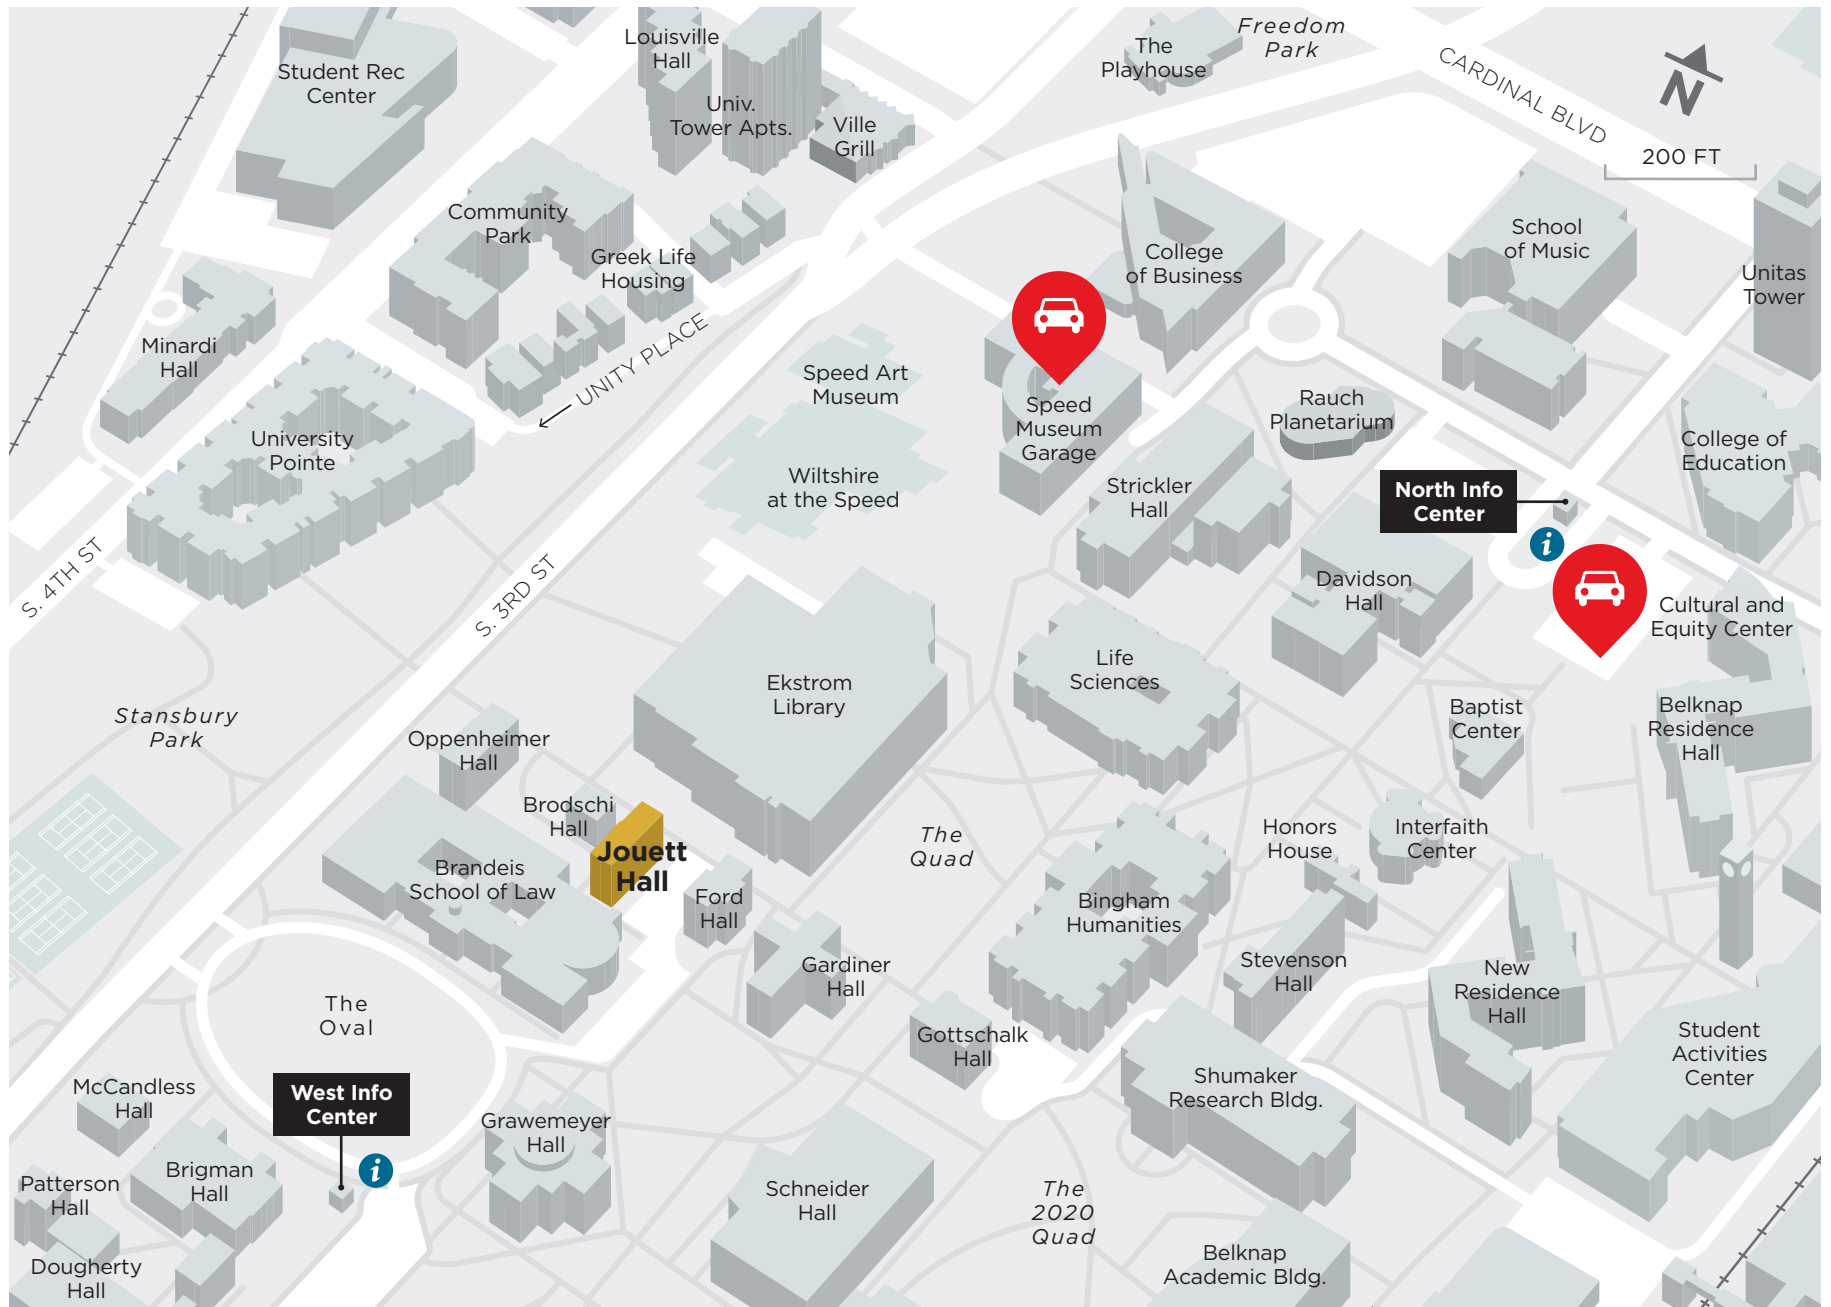 Freedom
Park
The
Playhouse
Louisville
Hall
Student Rec
Center
Univ.
Tower Apts.
Ville
Grill
CARDINAL BLVD
N
200 FT
Community
Park
Greek Life
Housing
College
of Business
School
of Music
Unitas
Tower
Minardi
Hall
UNITY PLACE
Speed Art
Museum
Speed
Museum
Garage
Rauch
Planetarium
University
Pointe
College of
Education
Wiltshire
at the Speed
Strickler
Hall
North Info
Center
i
S. 4TH ST
S. 3RD ST
Davidson
Hall
Cultural and
Equity Center
Life
Sciences
Ekstrom
Library
Stansbury
Park
Oppenheimer
Hall
Baptist
Center
Belknap
Residence
Hall
Brodschi
Hall
Jouett
Hall
The
Quad
Honors
House
Interfaith
Center
Brandeis
School of Law
Ford
Hall
Bingham
Humanities
Gardiner
Hall
Stevenson
Hall
New
Residence
Hall
The
Oval
Gottschalk
Hall
Student
Activities
Center
McCandless
Hall
West Info
Center
i
Grawemeyer
Hall
Shumaker
Research Bldg.
Patterson
Hall
Brigman
Hall
Schneider
Hall
The
2020
Quad
Dougherty
Hall
Belknap
Academic Bldg.